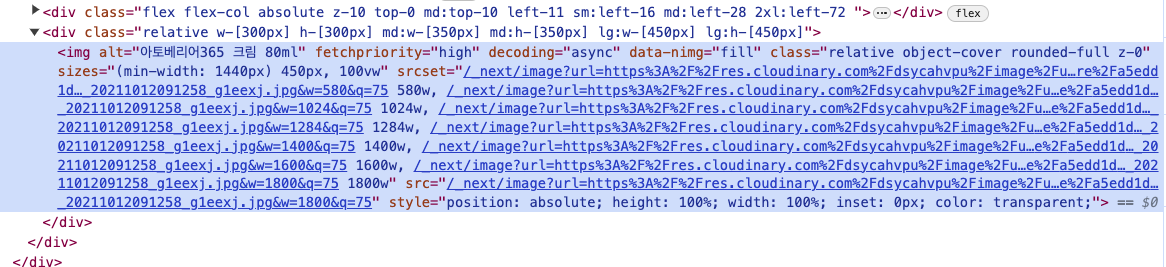 ▶<div class="flex flex-col absolute z-10 top-0 md:top-10 left-11 sm:left-16 md:left-28 2xl:left-72 ">⋯</div> flex
▼<div class="relative w-[300px] h-[300px] md:w-[350px] md:h-[350px] lg:w-[450px] lg:h-[450px]">
<img alt="아토베리어365 크림 80ml" fetchpriority="high" decoding="async" data-nimg="fill" class="relative object-cover rounded-full z-0"
sizes="(min-width: 1440px) 450px, 100vw" srcset="/_next/image?url=https%3A%2F%2Fres.cloudinary.com%2Fdsycahvpu%2Fimage%2Fu…re%2Fa5edd
1d…_20211012091258_g1eexj.jpg&w=580&q=75 580w, /_next/image?url=https%3A%2F%2Fres.cloudinary.com%2Fdsycahvpu%2Fimage%2Fu…e%2Fa5edd1d…
_20211012091258_g1eexj.jpg&w=1024&q=75 1024w, /_next/image?url=https%3A%2F%2Fres.cloudinary.com%2Fdsycahvpu%2Fimage%2Fu…e%2Fa5edd1d…_
20211012091258_g1eexj.jpg&w=1284&q=75 1284w, /_next/image?url=https%3A%2F%2Fres.cloudinary.com%2Fdsycahvpu%2Fimage%2Fu…e%2Fa5edd1d…_2
0211012091258_g1eexj.jpg&w=1400&q=75 1400w, /_next/image?url=https%3A%2F%2Fres.cloudinary.com%2Fdsycahvpu%2Fimage%2Fu…e%2Fa5edd1d…_20
211012091258_g1eexj.jpg&w=1600&q=75 1600w, /_next/image?url=https%3A%2F%2Fres.cloudinary.com%2Fdsycahvpu%2Fimage%2Fu…e%2Fa5edd1d…_202
11012091258_g1eexj.jpg&w=1800&q=75 1800w" src="/_next/image?url=https%3A%2F%2Fres.cloudinary.com%2Fdsycahvpu%2Fimage%2Fu…e%2Fa5edd1d…
_20211012091258_g1eexj.jpg&w=1800&q=75" style="position: absolute; height: 100%; width: 100%; inset: 0px; color: transparent;"> == $0
</div>
</div>
</div>